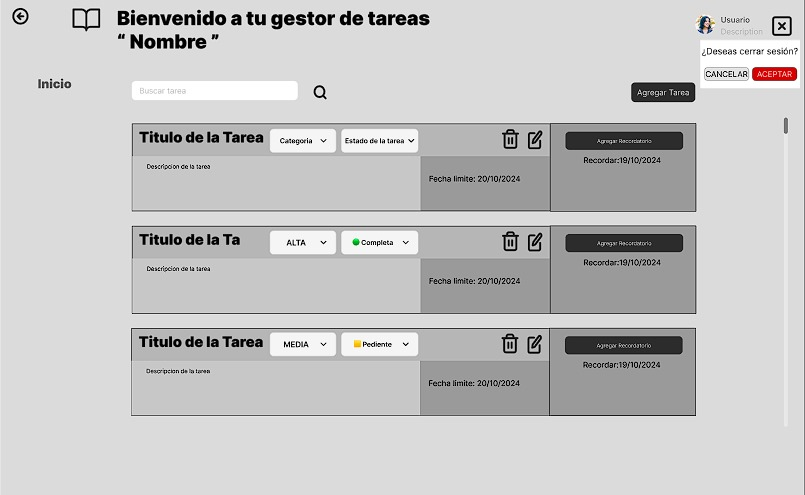 Bienvenido a tu gestor de tareas
“ Nombre ”
Usuario
Description
¿Deseas cerrar sesión?
CANCELAR ACEPTAR
Inicio
Buscar tarea
Agregar Tarea
Titulo de la Tarea Categoria Estado de la tarea
Agregar Recordatorio
Descripcion de la tarea
Recordar:19/10/2024
Fecha limite: 20/10/2024
Titulo de la Ta ALTA Completa
Agregar Recordatorio
Descripcion de la tarea
Recordar:19/10/2024
Fecha limite: 20/10/2024
Titulo de la Tarea MEDIA Pediente
Agregar Recordatorio
Descripcion de la tarea
Recordar:19/10/2024
Fecha limite: 20/10/2024